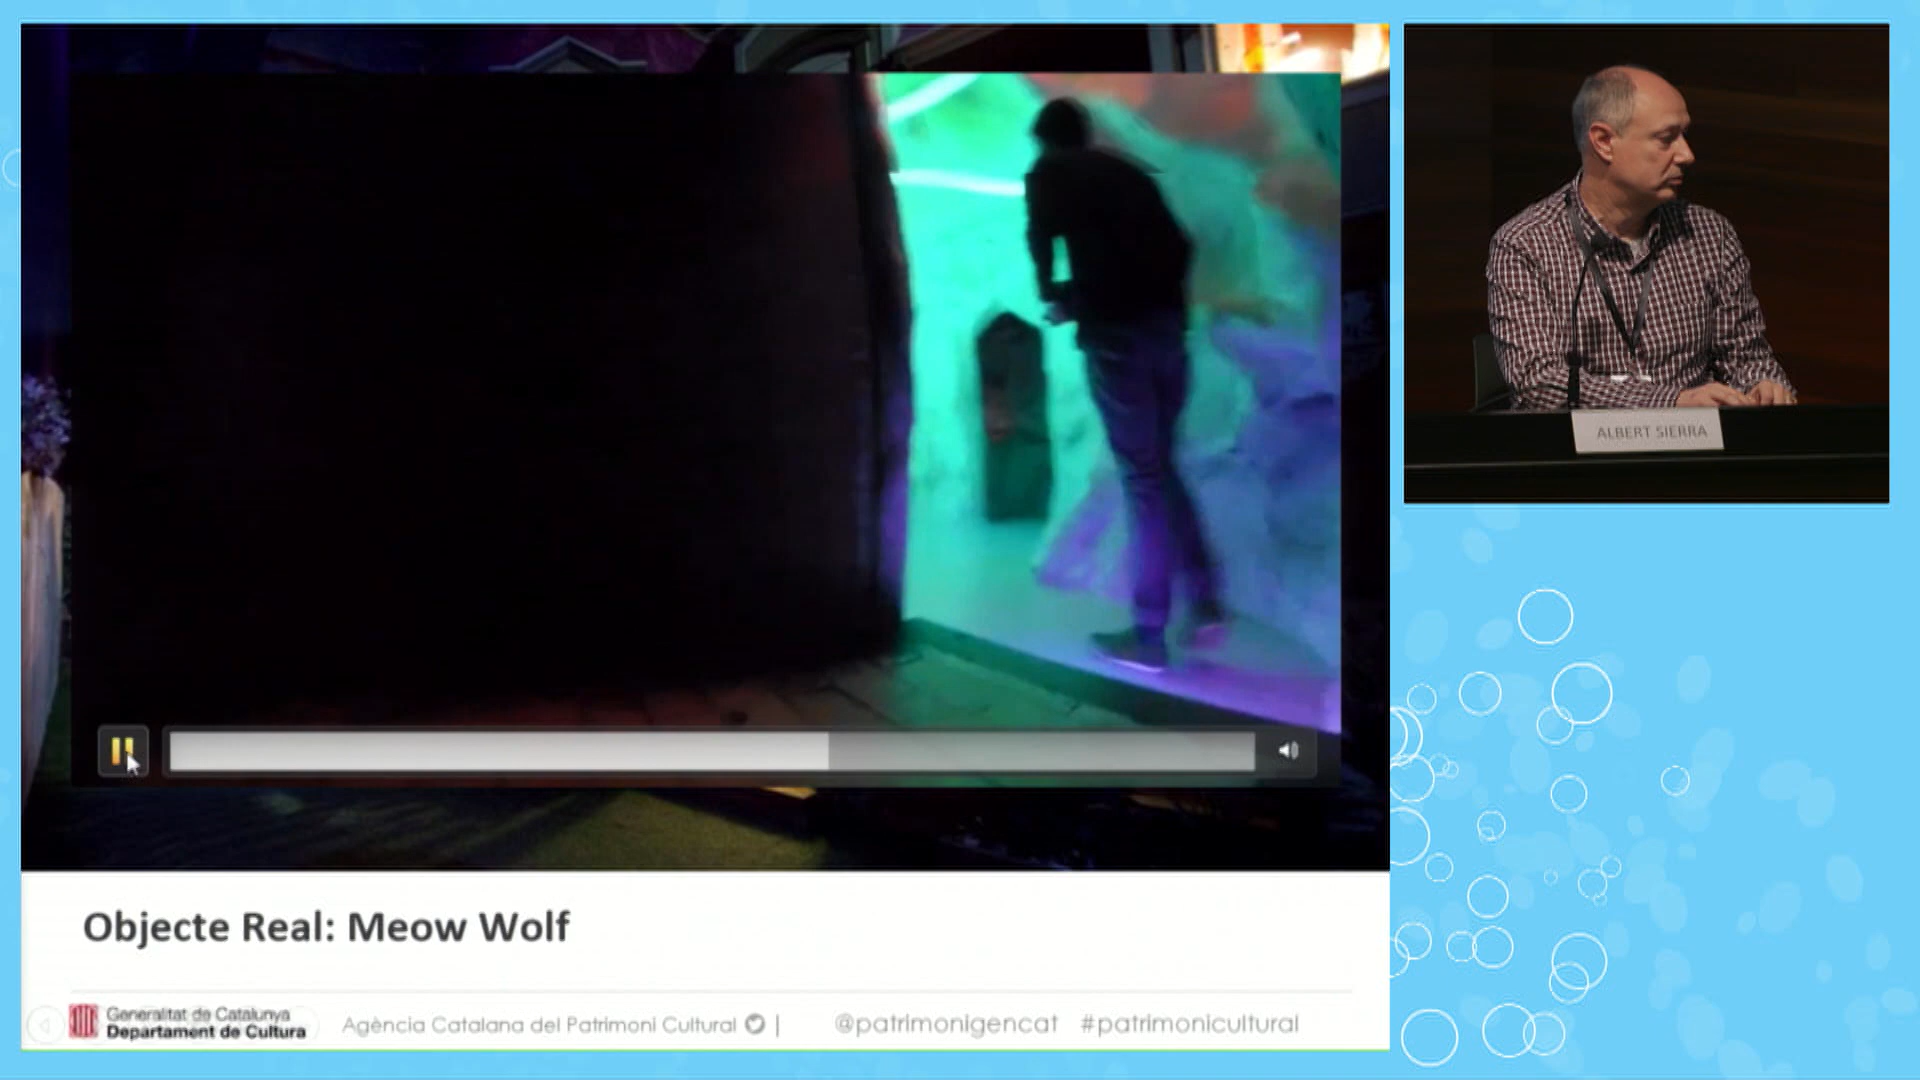 ALBERT SIERRA
Objecte Real: Meow Wolf
Generalitat de Catalunya
Departament de Cultura
Agència Catalana del Patrimoni Cultural | @patrimonigencat #patrimonicultural